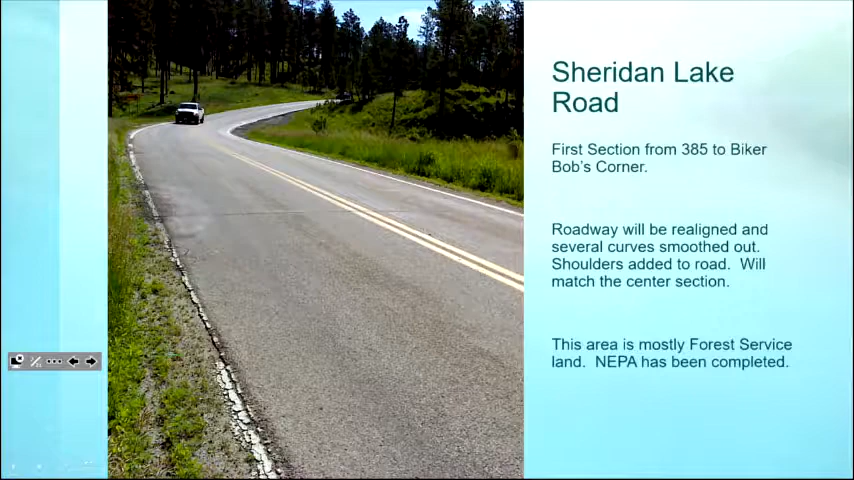 Sheridan Lake
Road
First Section from 385 to Biker
Bob's Corner.
Roadway will be realigned and
several curves smoothed out.
Shoulders added to road. Will
match the center section.
This area is mostly Forest Service
land. NEPA has been completed.